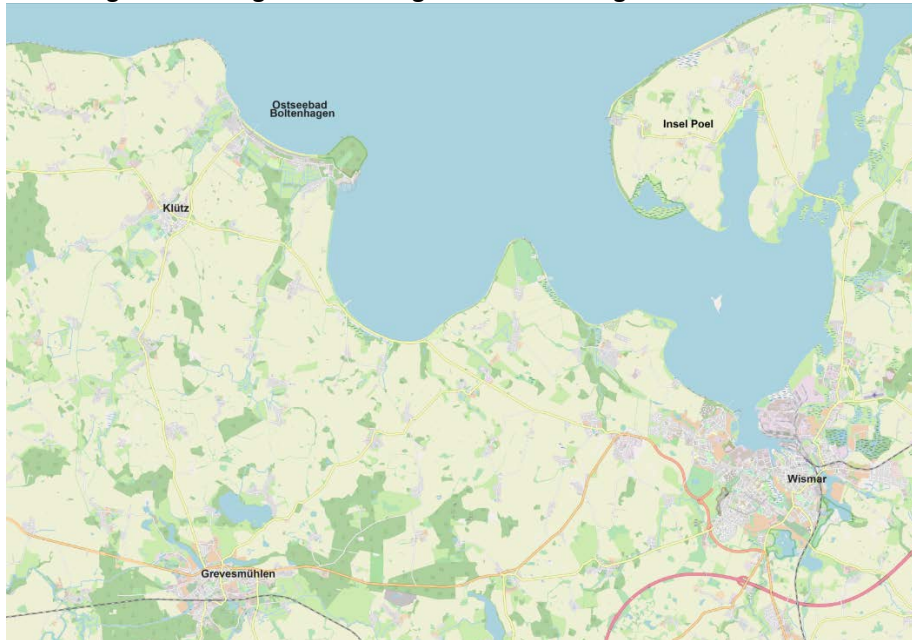 Ostseebad
Boltenhagen
Insel Poel
Klütz
Wismar
Grevesmühlen